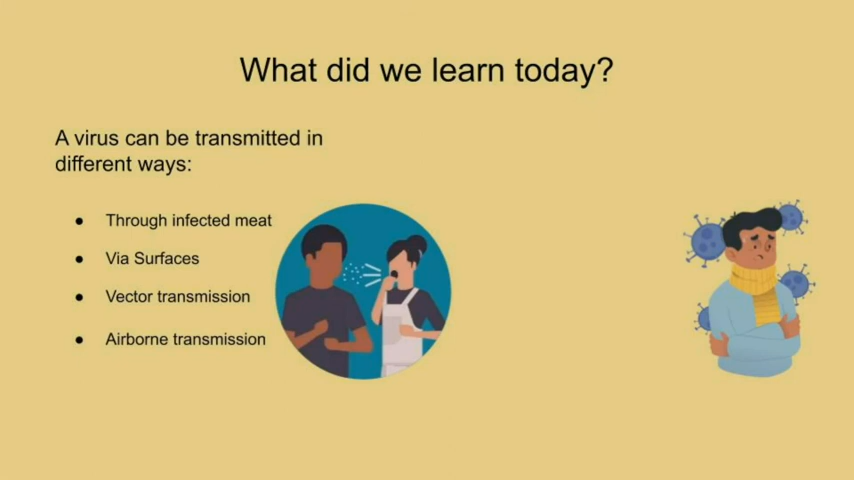 What did we learn today?
A virus can be transmitted in
different ways:
● Through infected meat
● Via Surfaces
● Vector transmission
● Airborne transmission